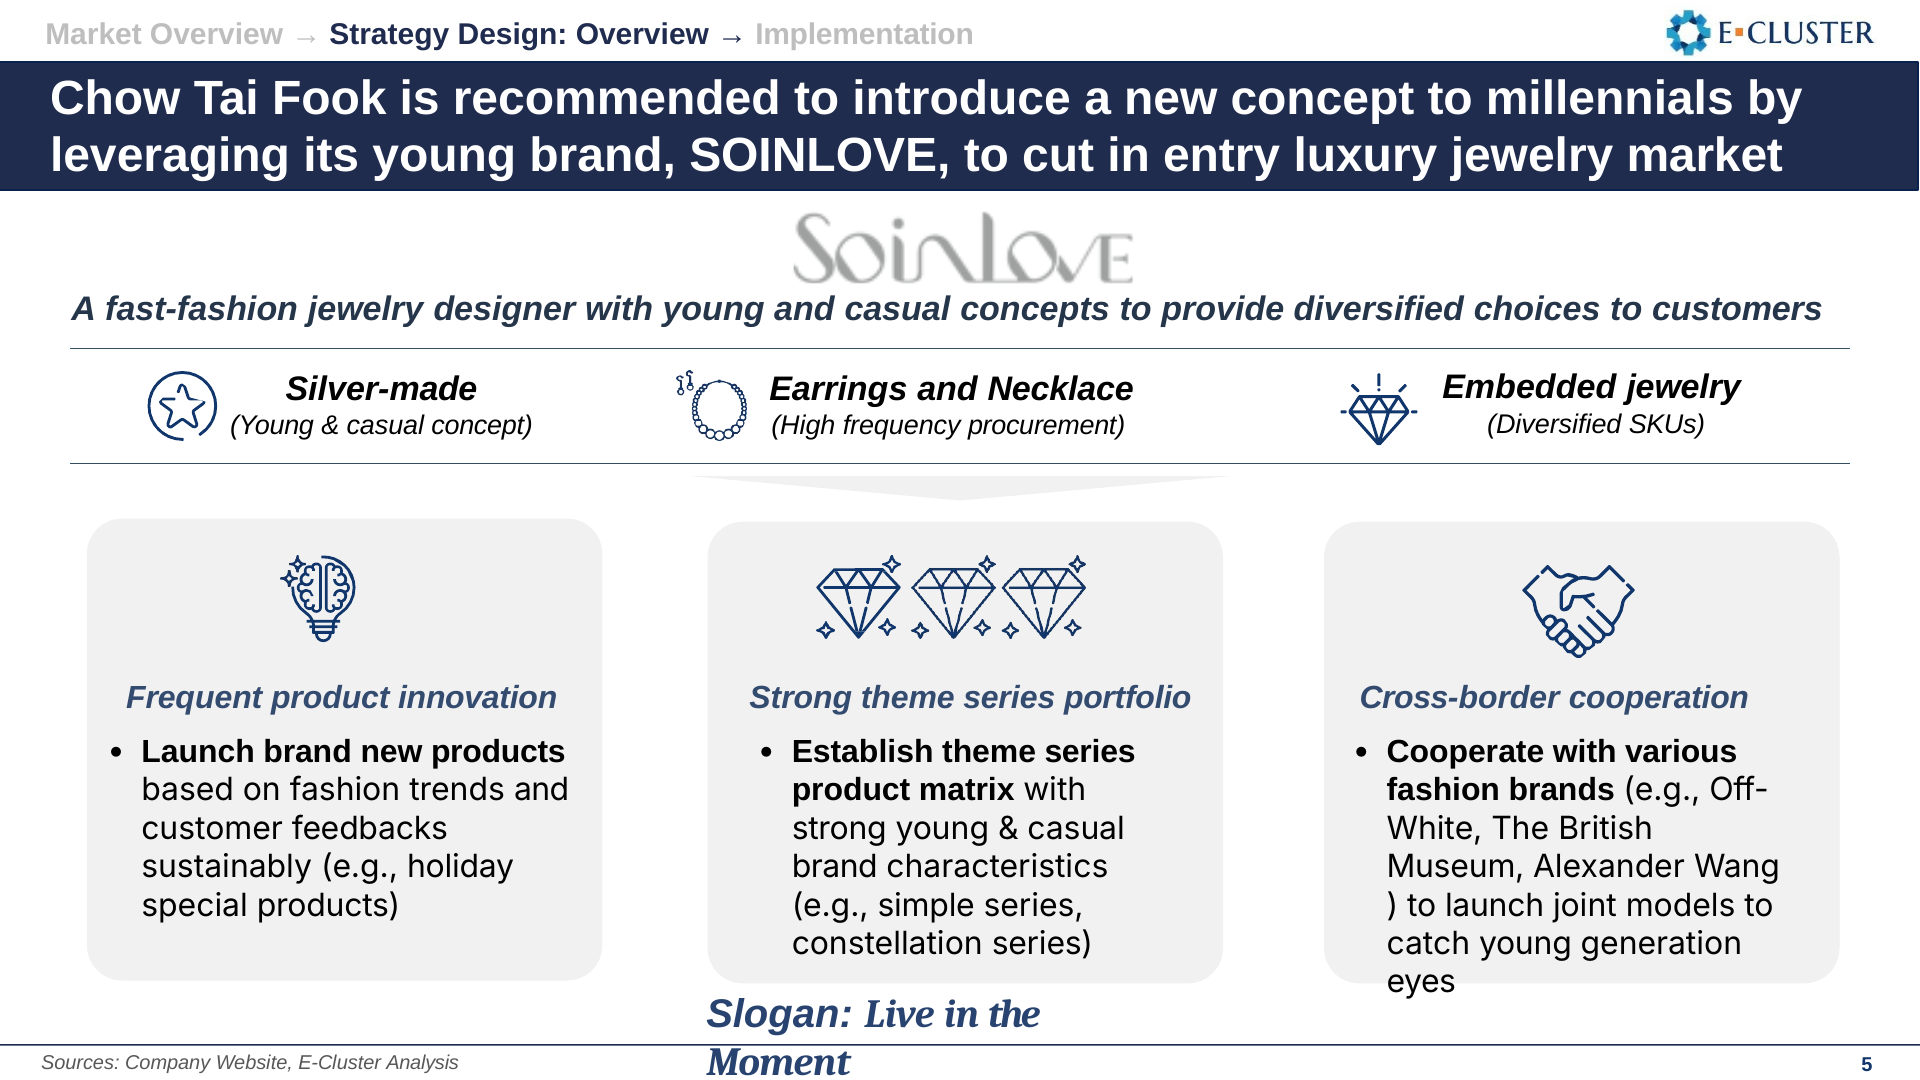 Market Overview → Strategy Design: Overview → Implementation
E·CLUSTER
Chow Tai Fook is recommended to introduce a new concept to millennials by
leveraging its young brand, SOINLOVE, to cut in entry luxury jewelry market
SoinLOVE
A fast-fashion jewelry designer with young and casual concepts to provide diversified choices to customers
Silver-made
(Young & casual concept)
Earrings and Necklace
(High frequency procurement)
Embedded jewelry
(Diversified SKUs)
Frequent product innovation
• Launch brand new products
based on fashion trends and
customer feedbacks
sustainably (e.g., holiday
special products)
Strong theme series portfolio
• Establish theme series
product matrix with
strong young & casual
brand characteristics
(e.g., simple series,
constellation series)
Cross-border cooperation
• Cooperate with various
fashion brands (e.g., Off-
White, The British
Museum, Alexander Wang
) to launch joint models to
catch young generation
eyes
Slogan: Live in the
Moment
Sources: Company Website, E-Cluster Analysis
5